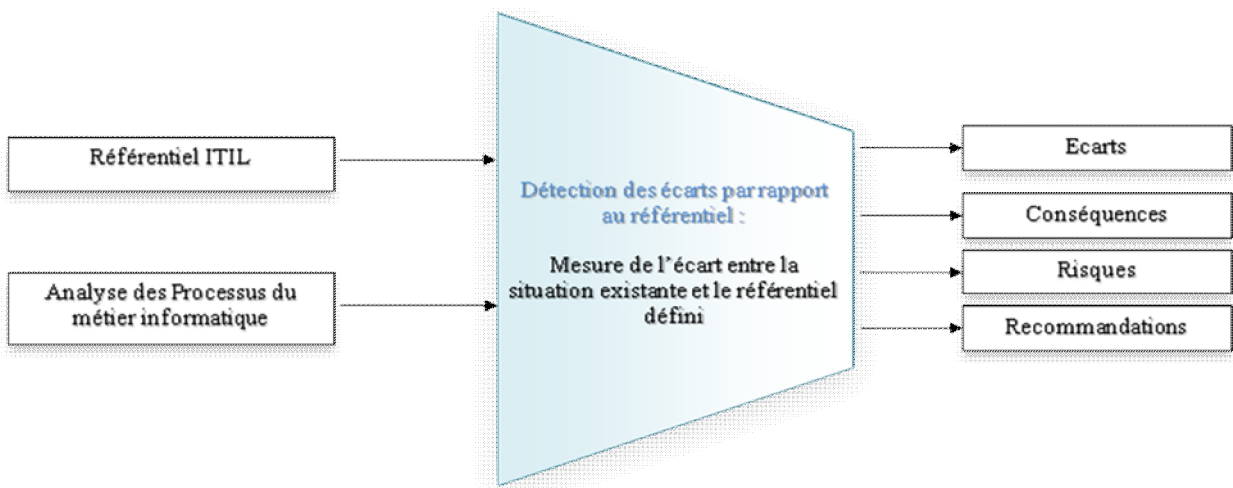 Référentiel ITIL
Analyse des Processus du
métier informatique
Détection des écarts par rapport
au référentiel :
Mesure de l'écart entre la
situation existante et le référentiel
défini
Ecarts
Conséquences
Risques
Recommandations